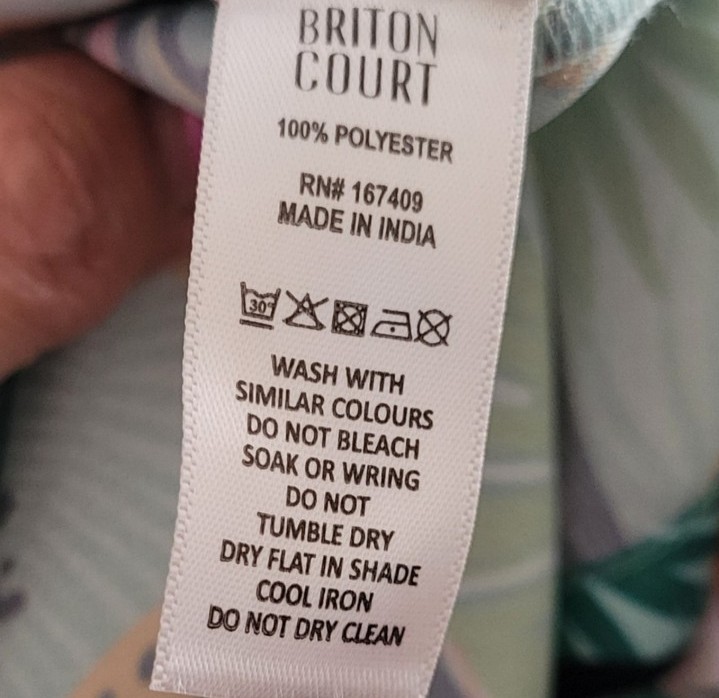 BRITON
COURT
100% POLYESTER
RN# 167409
MADE IN INDIA
30°
WASH WITH
SIMILAR COLOURS
DO NOT BLEACH
SOAK OR WRING
DO NOT
TUMBLE DRY
DRY FLAT IN SHADE
COOL IRON
DO NOT DRY CLEAN